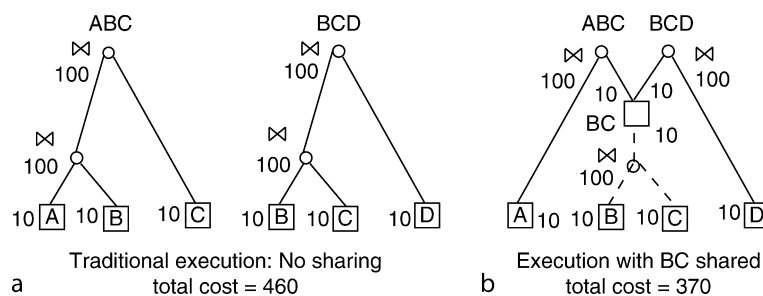 ABC BCD ABC BCD
⋈ ⋈ ⋈ ⋈
100 100 100 100
10 10
⋈ ⋈ BC 10
100 100 ⋈
100
10 A 10 B 10 C 10 B 10 C 10 D A 10 10 B 10 C 10 D
Traditional execution: No sharing Execution with BC shared
a total cost = 460 b total cost = 370